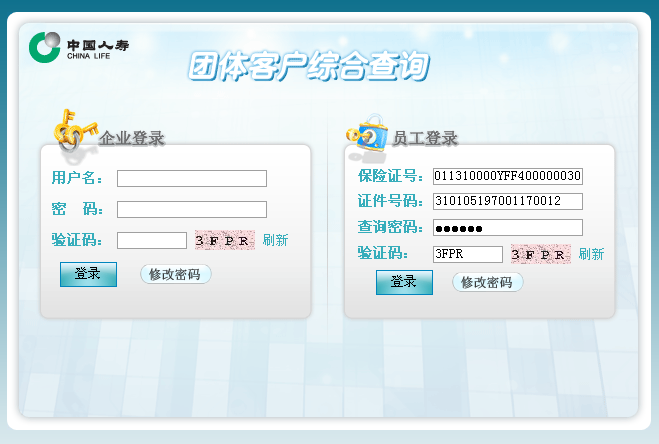 中国人寿
CHINA LIFE
团体客户综合查询
企业登录
用户名：
密 码：
验证码： 3FPR 刷新
登录 修改密码
员工登录
保险证号： 011310000YFF400000030
证件号码： 310105197001170012
查询密码： ●●●●●●
验证码： 3FPR 3FPR 刷新
登录 修改密码